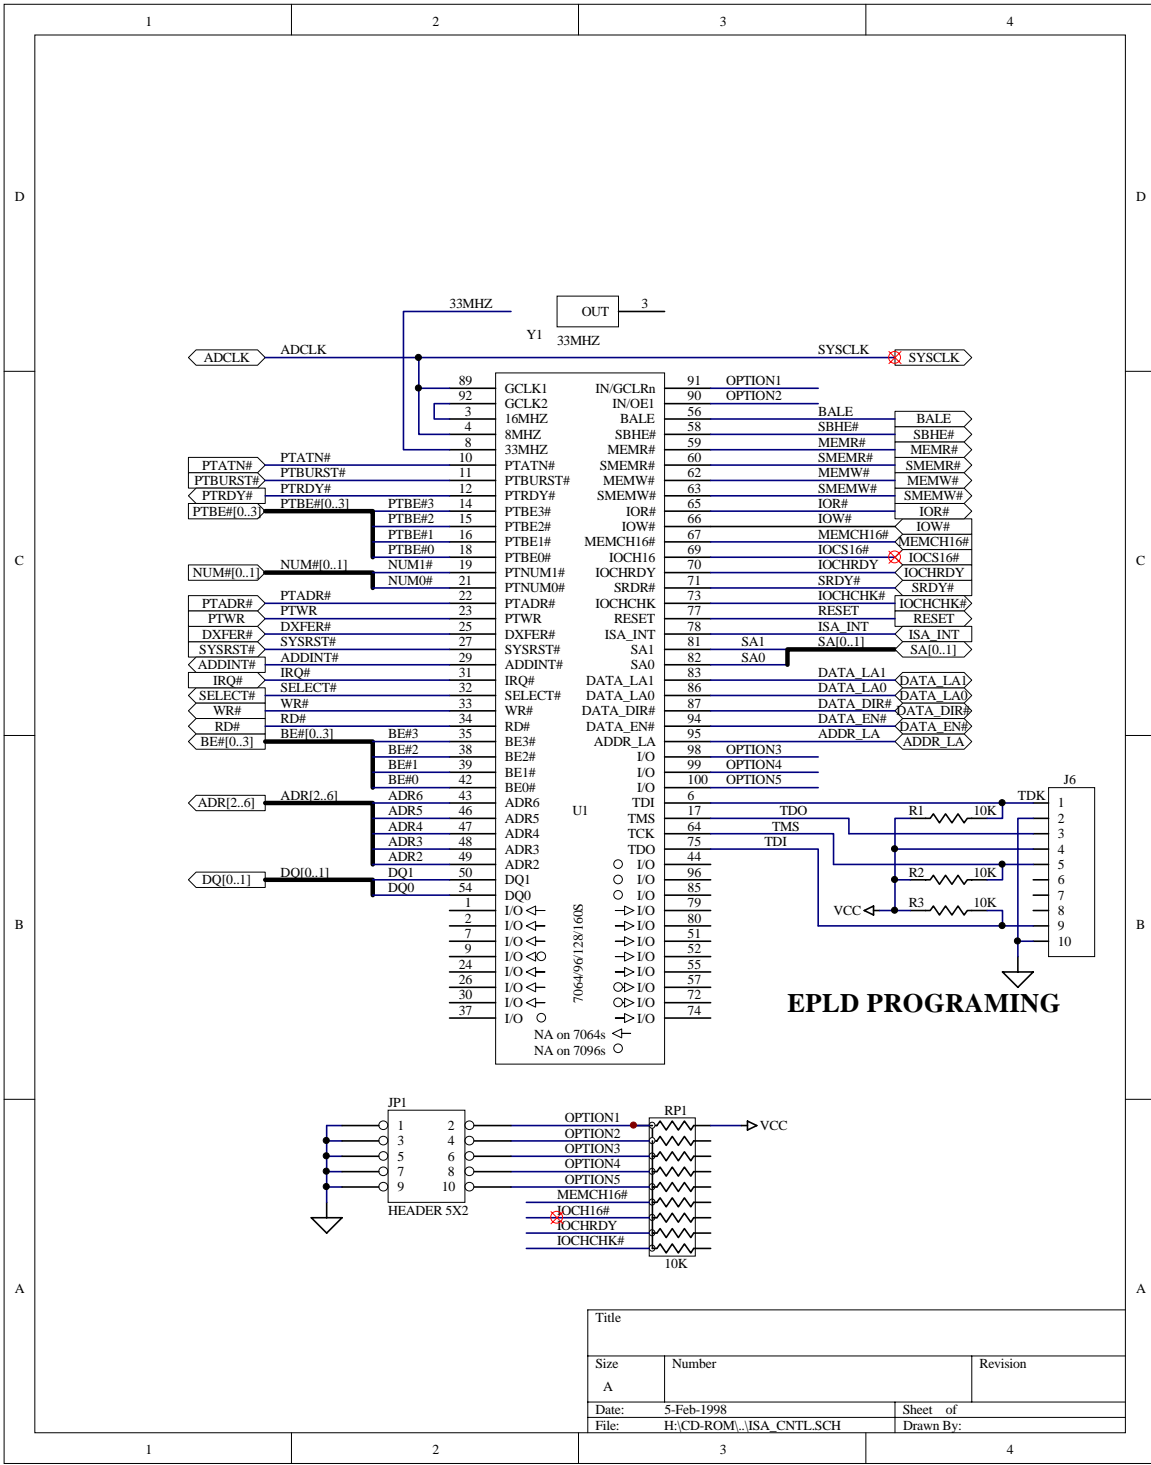 1 2 3 4
D D
33MHZ OUT 3
Y1 33MHZ
ADCLK ADCLK SYSCLK SYSCLK
89 GCLK1 IN/GCLRn 91 OPTION1
92 GCLK2 IN/OE1 90 OPTION2
3 16MHZ BALE 56 BALE BALE
4 8MHZ SBHE# 58 SBHE# SBHE#
8 33MHZ MEMR# 59 MEMR# MEMR#
PTATN# PTATN# 10 PTATN# SMEMR# 60 SMEMR# SMEMR#
PTBURST# PTBURST# 11 PTBURST# MEMW# 62 MEMW# MEMW#
PTRDY# PTRDY# 12 PTRDY# SMEMW# 63 SMEMW# SMEMW#
PTBE#[0..3] PTBE#[0..3] PTBE#3 14 PTBE3# IOR# 65 IOR# IOR#
PTBE#2 15 PTBE2# IOW# 66 IOW# IOW#
PTBE#1 16 PTBE1# MEMCH16# 67 MEMCH16# MEMCH16#
C PTBE#0 18 PTBE0# IOCH16 69 IOCS16# IOCS16# C
NUM#[0..1] NUM#[0..1] NUM1# 19 PTNUM1# IOCHRDY 70 IOCHRDY IOCHRDY
NUM0# 21 PTNUM0# SRDR# 71 SRDY# SRDY#
PTADR# PTADR# 22 PTADR# IOCHCHK 73 IOCHCHK# IOCHCHK#
PTWR PTWR 23 PTWR RESET 77 RESET RESET
DXFER# DXFER# 25 DXFER# ISA_INT 78 ISA_INT ISA_INT
SYSRST# SYSRST# 27 SYSRST# SA1 81 SA1 SA[0..1] SA[0..1]
ADDINT# ADDINT# 29 ADDINT# SA0 82 SA0
IRQ# IRQ# 31 IRQ# DATA_LA1 83 DATA_LA1 DATA_LA1
SELECT# SELECT# 32 SELECT# DATA_LA0 86 DATA_LA0 DATA_LA0
WR# WR# 33 WR# DATA_DIR# 87 DATA_DIR# DATA_DIR#
RD# RD# 34 RD# DATA_EN# 94 DATA_EN# DATA_EN#
BE#[0..3] BE#[0..3] BE#3 35 BE3# ADDR_LA 95 ADDR_LA ADDR_LA
BE#2 38 BE2# I/O 98 OPTION3
BE#1 39 BE1# I/O 99 OPTION4
BE#0 42 BE0# I/O 100 OPTION5 J6
ADR[2..6] ADR[2..6] ADR6 43 ADR6 TDI 6 TDK 1
ADR5 46 ADR5 U1 TMS 17 TDO R1 10K 2
ADR4 47 ADR4 TCK 64 TMS 3
ADR3 48 ADR3 TDO 75 TDI 4
ADR2 49 ADR2 I/O 44 5
DQ[0..1] DQ[0..1] DQ1 50 DQ1 I/O 96 R2 10K 6
DQ0 54 DQ0 I/O 85 7
1 I/O I/O 79 VCC R3 10K 8
B 2 I/O I/O 80 9 B
7 I/O I/O 51 10
9 I/O I/O 52
24 I/O I/O 55
26 I/O I/O 57
30 I/O I/O 72
37 I/O I/O 74
7064/96/128/160S
EPLD PROGRAMING
NA on 7064s
NA on 7096s
JP1 RP1
1 2 OPTION1 VCC
3 4 OPTION2
5 6 OPTION3
7 8 OPTION4
9 10 OPTION5
HEADER 5X2 MEMCH16#
IOCH16#
IOCHRDY
IOCHCHK#
10K
A A
Title
Size Number Revision
A
Date: 5-Feb-1998 Sheet of
File: H:\CD-ROM\..\ISA_CNTL.SCH Drawn By:
1 2 3 4